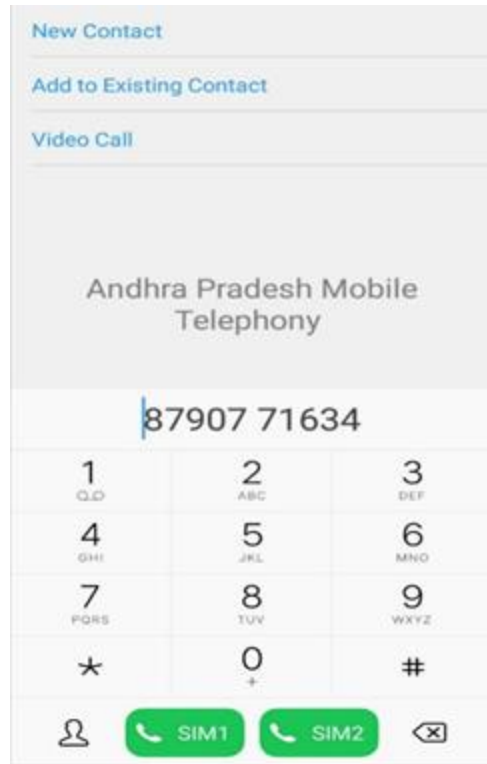 New Contact
Add to Existing Contact
Video Call
Andhra Pradesh Mobile
Telephony
87907 71634
1 2 3
ABC DEF
4 5 6
GHI JKL MNO
7 8 9
PQRS TUV WXYZ
* 0 #
+
SIM1 SIM2